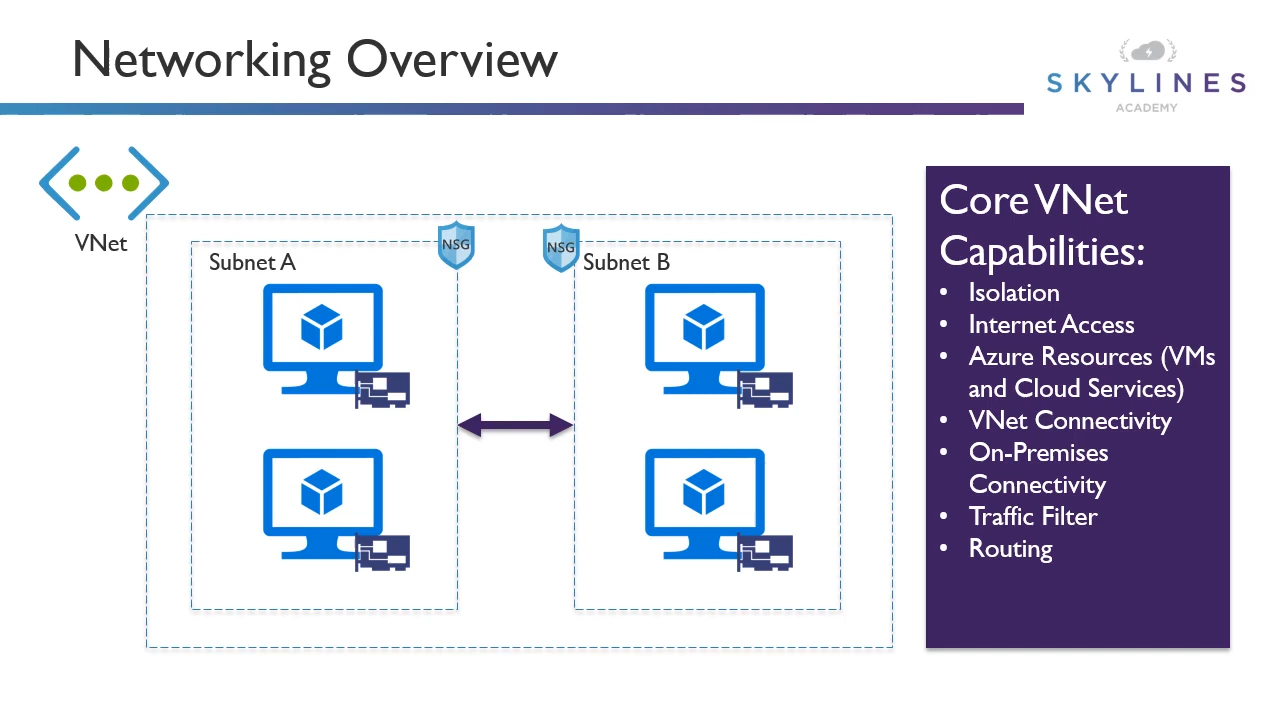 Networking Overview
SKYLINES
ACADEMY
VNet
NSG
NSG
Subnet A
Subnet B
Core VNet
Capabilities:
• Isolation
• Internet Access
• Azure Resources (VMs
and Cloud Services)
• VNet Connectivity
• On-Premises
Connectivity
• Traffic Filter
• Routing